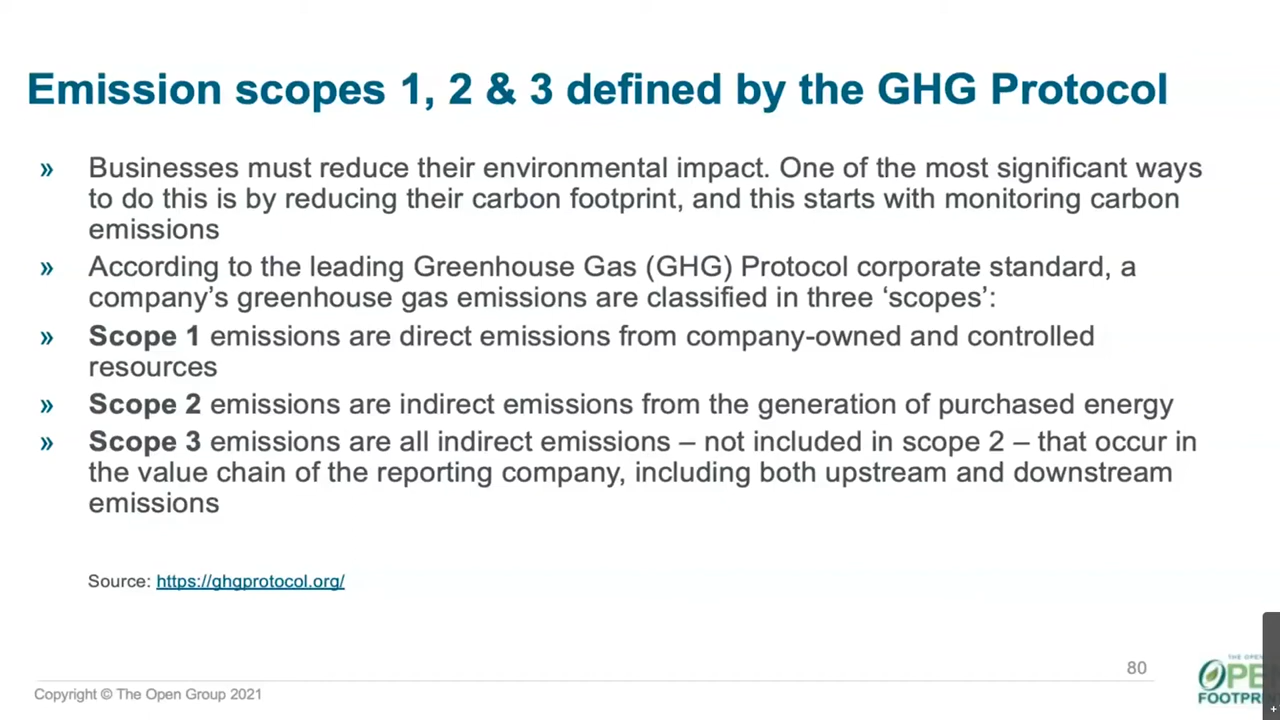 Emission scopes 1, 2 & 3 defined by the GHG Protocol
» Businesses must reduce their environmental impact. One of the most significant ways
to do this is by reducing their carbon footprint, and this starts with monitoring carbon
emissions
» According to the leading Greenhouse Gas (GHG) Protocol corporate standard, a
company’s greenhouse gas emissions are classified in three ‘scopes’:
» Scope 1 emissions are direct emissions from company-owned and controlled
resources
» Scope 2 emissions are indirect emissions from the generation of purchased energy
» Scope 3 emissions are all indirect emissions – not included in scope 2 – that occur in
the value chain of the reporting company, including both upstream and downstream
emissions
Source: https://ghgprotocol.org/
80
Copyright © The Open Group 2021
THE OPE
OPE
FOOTPRI